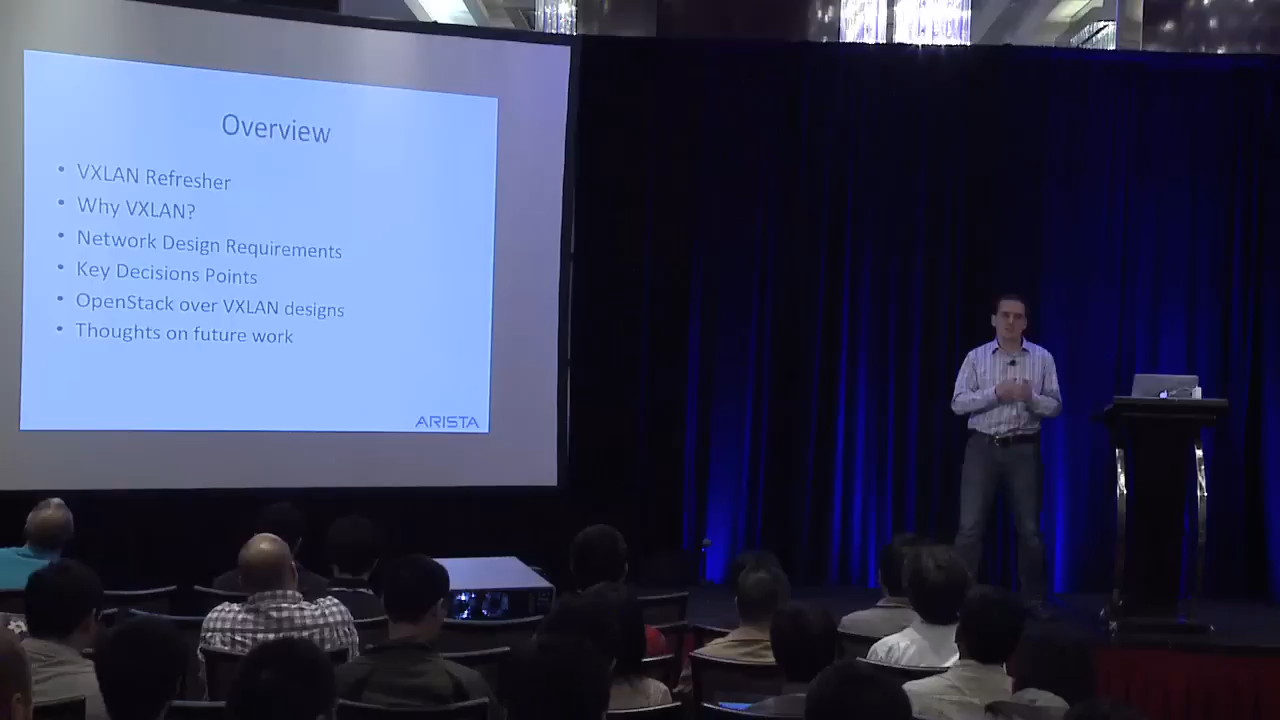 Overview
• VXLAN Refresher
• Why VXLAN?
• Network Design Requirements
• Key Decisions Points
• OpenStack over VXLAN designs
• Thoughts on future work
ARISTA